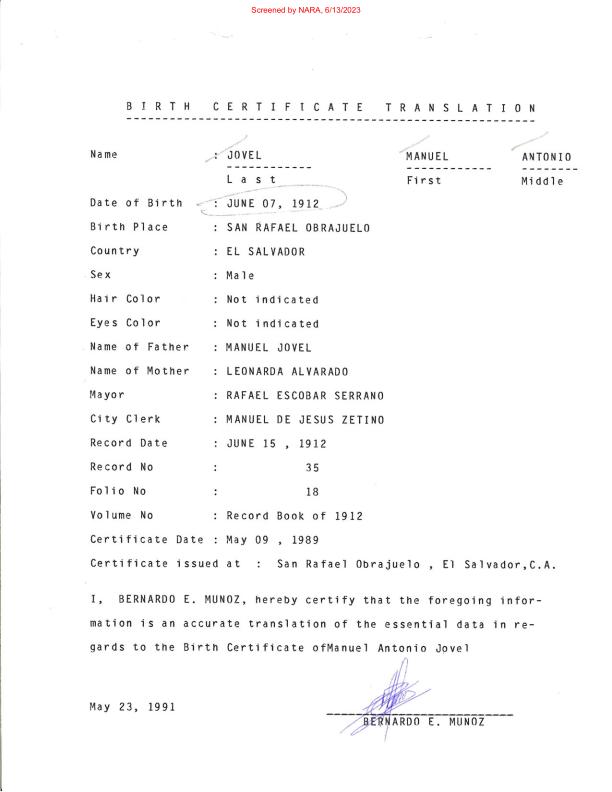 Screened by NARA, 6/13/2023
BIRTH CERTIFICATE TRANSLATION
Name : JOVEL MANUEL ANTONIO
Last First Middle
Date of Birth : JUNE 07, 1912
Birth Place : SAN RAFAEL OBRAJUELO
Country : EL SALVADOR
Sex : Male
Hair Color : Not indicated
Eyes Color : Not indicated
Name of Father : MANUEL JOVEL
Name of Mother : LEONARDA ALVARADO
Mayor : RAFAEL ESCOBAR SERRANO
City Clerk : MANUEL DE JESUS ZETINO
Record Date : JUNE 15 , 1912
Record No : 35
Folio No : 18
Volume No : Record Book of 1912
Certificate Date : May 09 , 1989
Certificate issued at : San Rafael Obrajuelo , El Salvador,C.A.
I, BERNARDO E. MUNOZ, hereby certify that the foregoing infor-
mation is an accurate translation of the essential data in re-
gards to the Birth Certificate ofManuel Antonio Jovel
May 23, 1991
BERNARDO E. MUNOZ